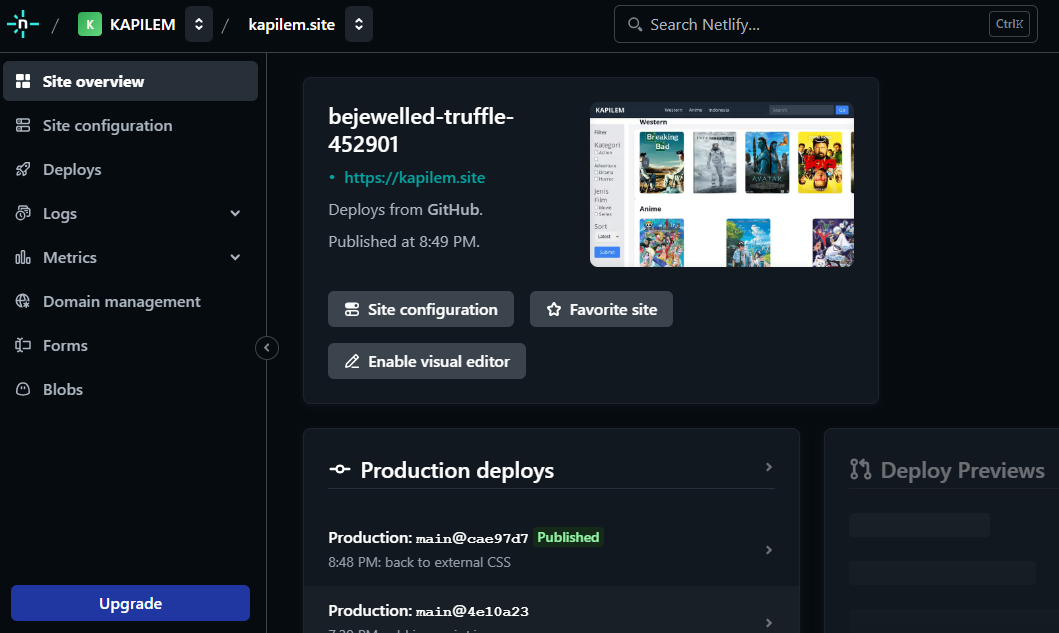 K KAPILEM
kapilem.site
Search Netlify...
CtrlK
Site overview
Site configuration
Deploys
Logs
Metrics
Domain management
Forms
Blobs
Upgrade
bejewelled-truffle-
452901
• https://kapilem.site
Deploys from GitHub.
Published at 8:49 PM.
KAPILEM
Western Anime Indonesia
Search
Go
Filter
Kategori
Action
Adventure
Drama
Horror
Jenis
Film
Movie
Series
Sort
Latest
Submit
Western
Breaking
Bad
AVATAR
Anime
Site configuration
Favorite site
Enable visual editor
Production deploys
Production: main@cae97d7 Published
8:48 PM: back to external CSS
Production: main@4e10a23
Deploy Previews